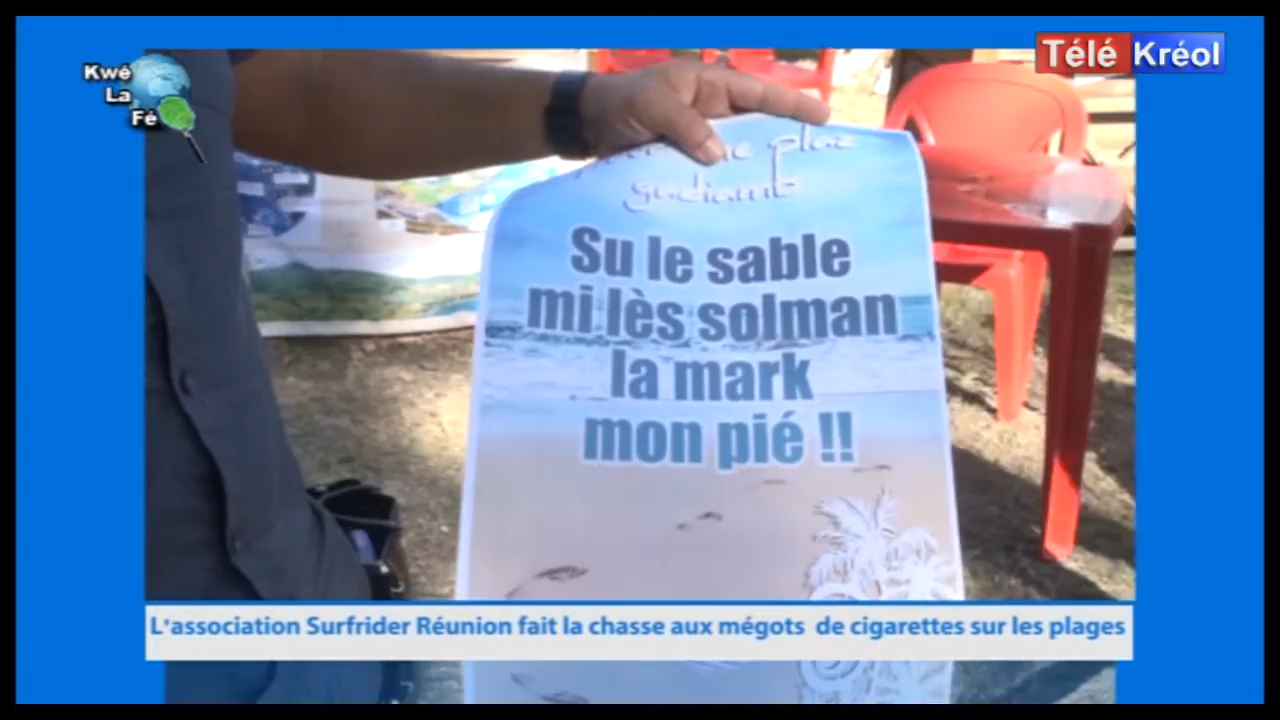 Kwé
La
Fé
Télé Kréol
plaz
Su le sable
mi lès solman
la mark
mon pié !!
L'association Surfrider Réunion fait la chasse aux mégots de cigarettes sur les plages